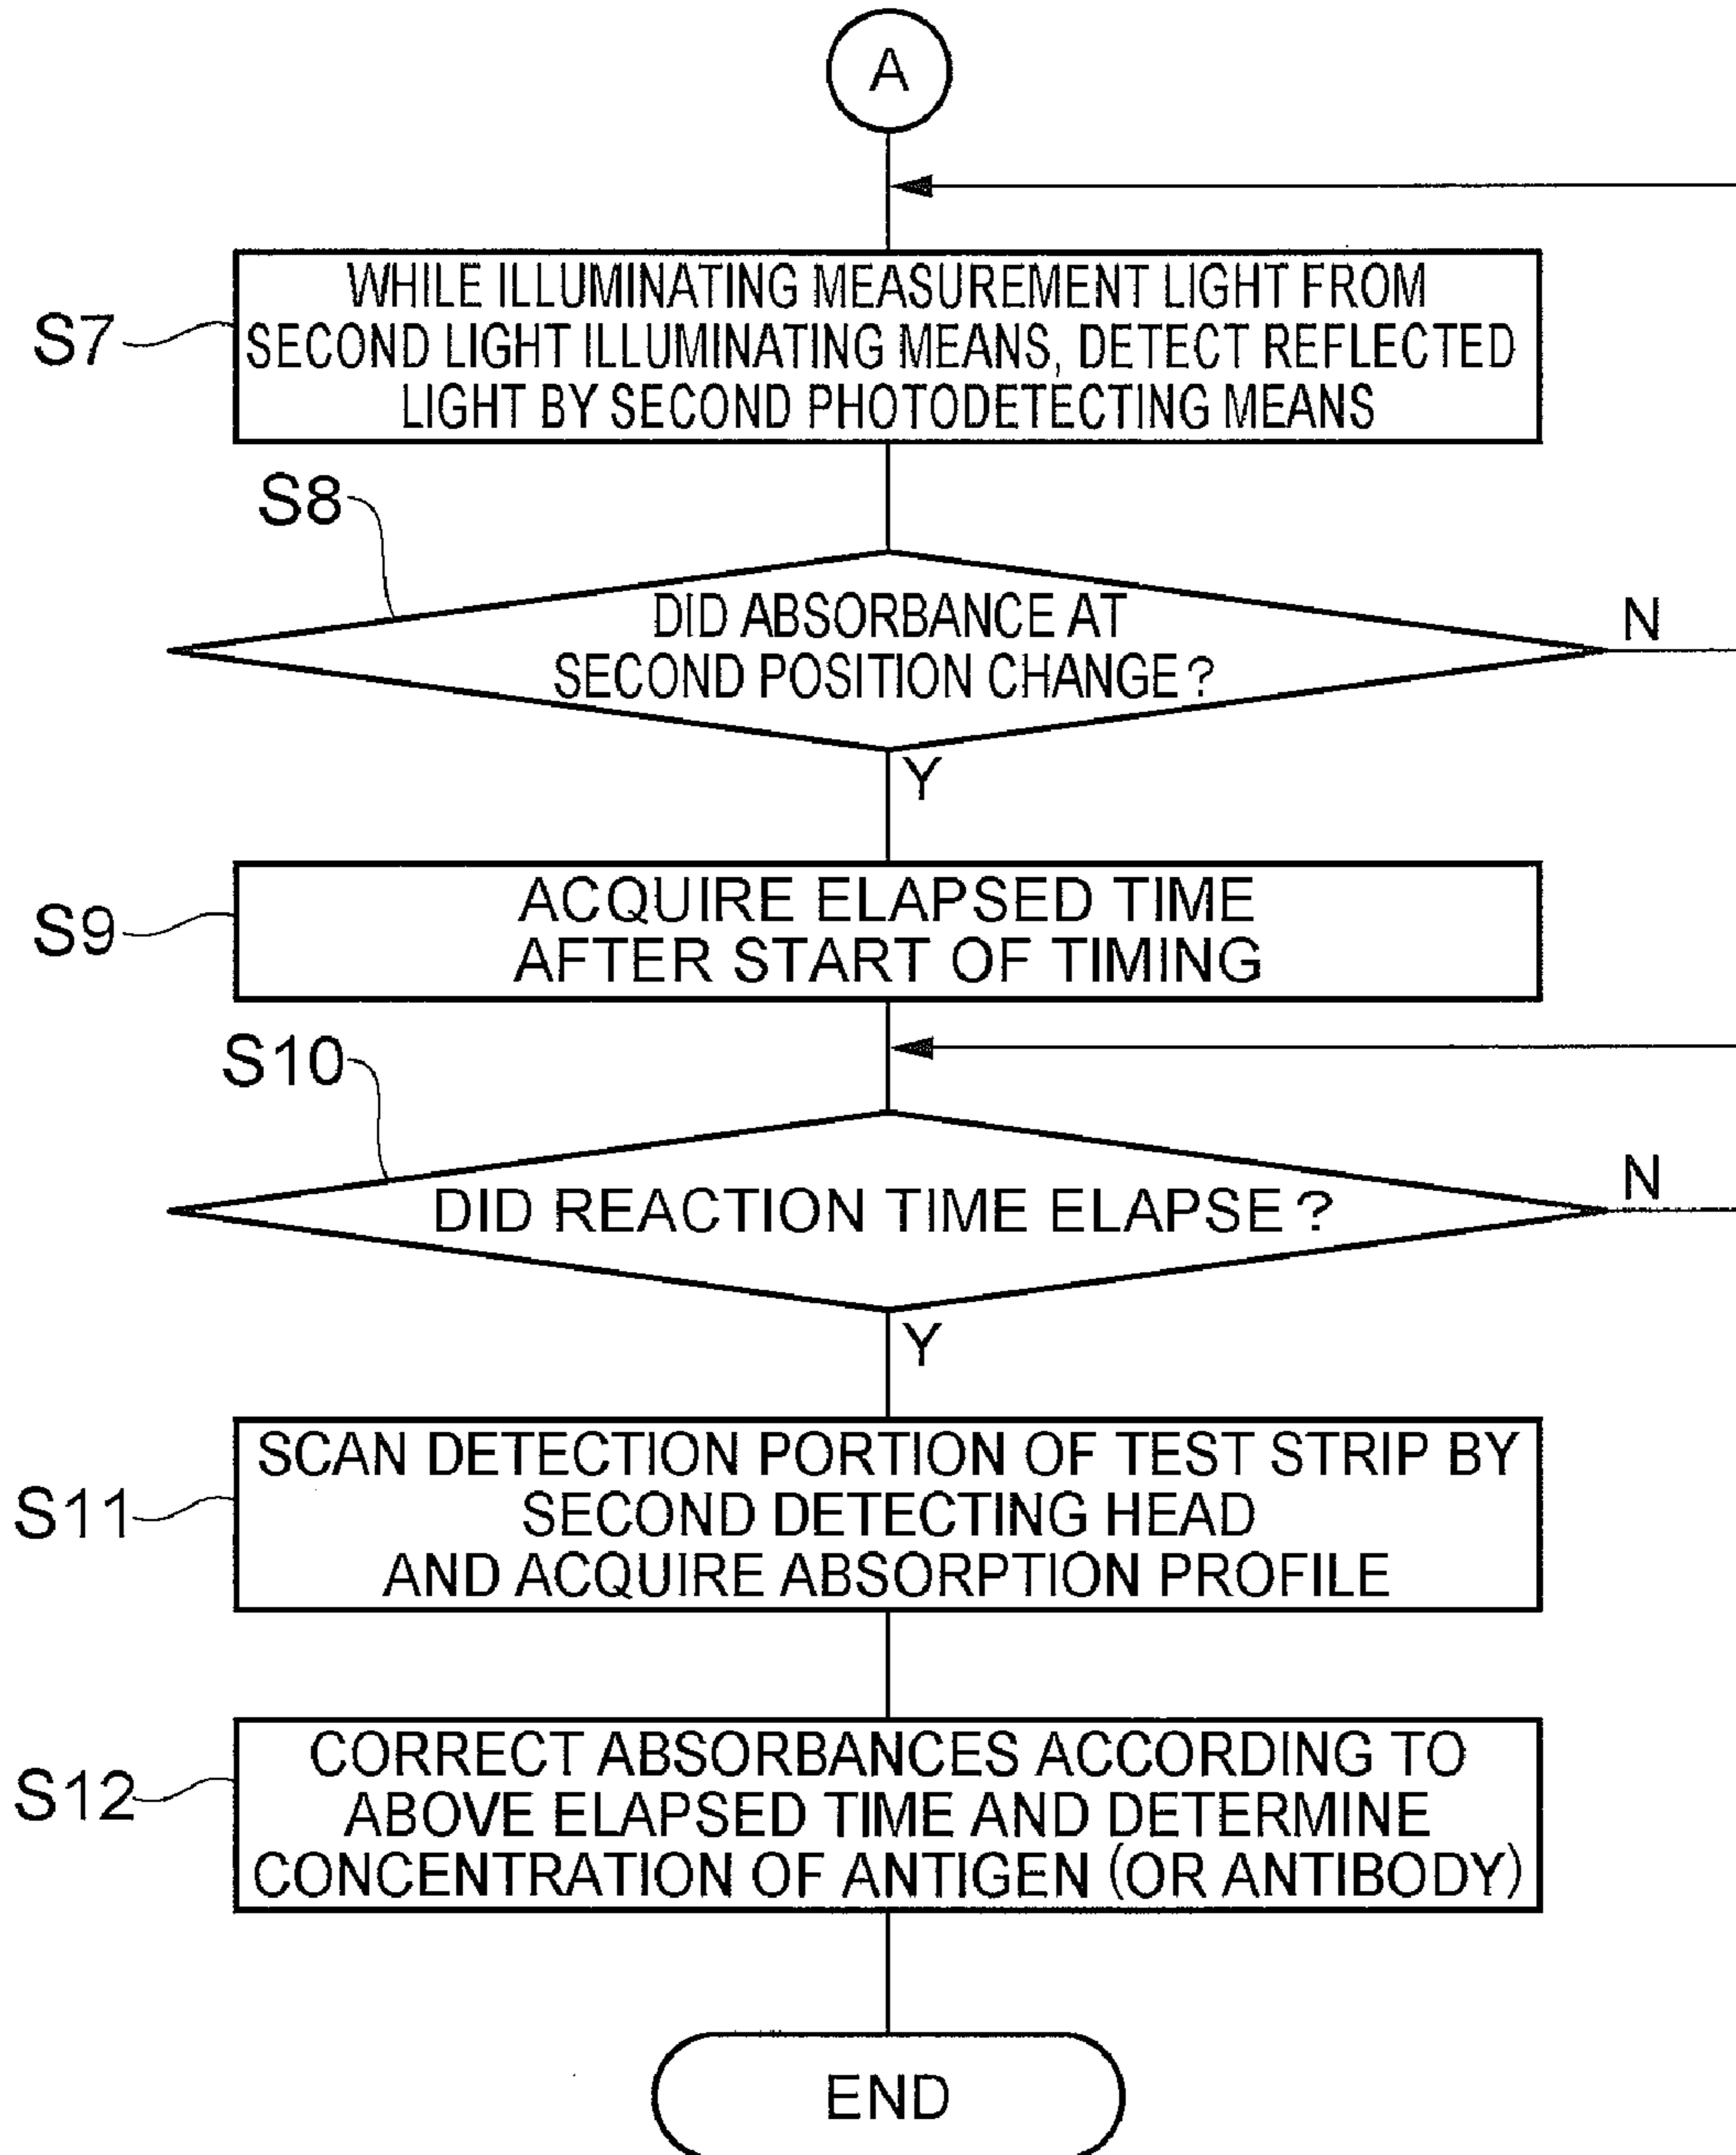 A
S7
WHILE ILLUMINATING MEASUREMENT LIGHT FROM
SECOND LIGHT ILLUMINATING MEANS, DETECT REFLECTED
LIGHT BY SECOND PHOTODETECTING MEANS
S8
DID ABSORBANCE AT
SECOND POSITION CHANGE?
N
Y
S9
ACQUIRE ELAPSED TIME
AFTER START OF TIMING
S10
DID REACTION TIME ELAPSE?
N
Y
S11
SCAN DETECTION PORTION OF TEST STRIP BY
SECOND DETECTING HEAD
AND ACQUIRE ABSORPTION PROFILE
S12
CORRECT ABSORBANCES ACCORDING TO
ABOVE ELAPSED TIME AND DETERMINE
CONCENTRATION OF ANTIGEN (OR ANTIBODY)
END